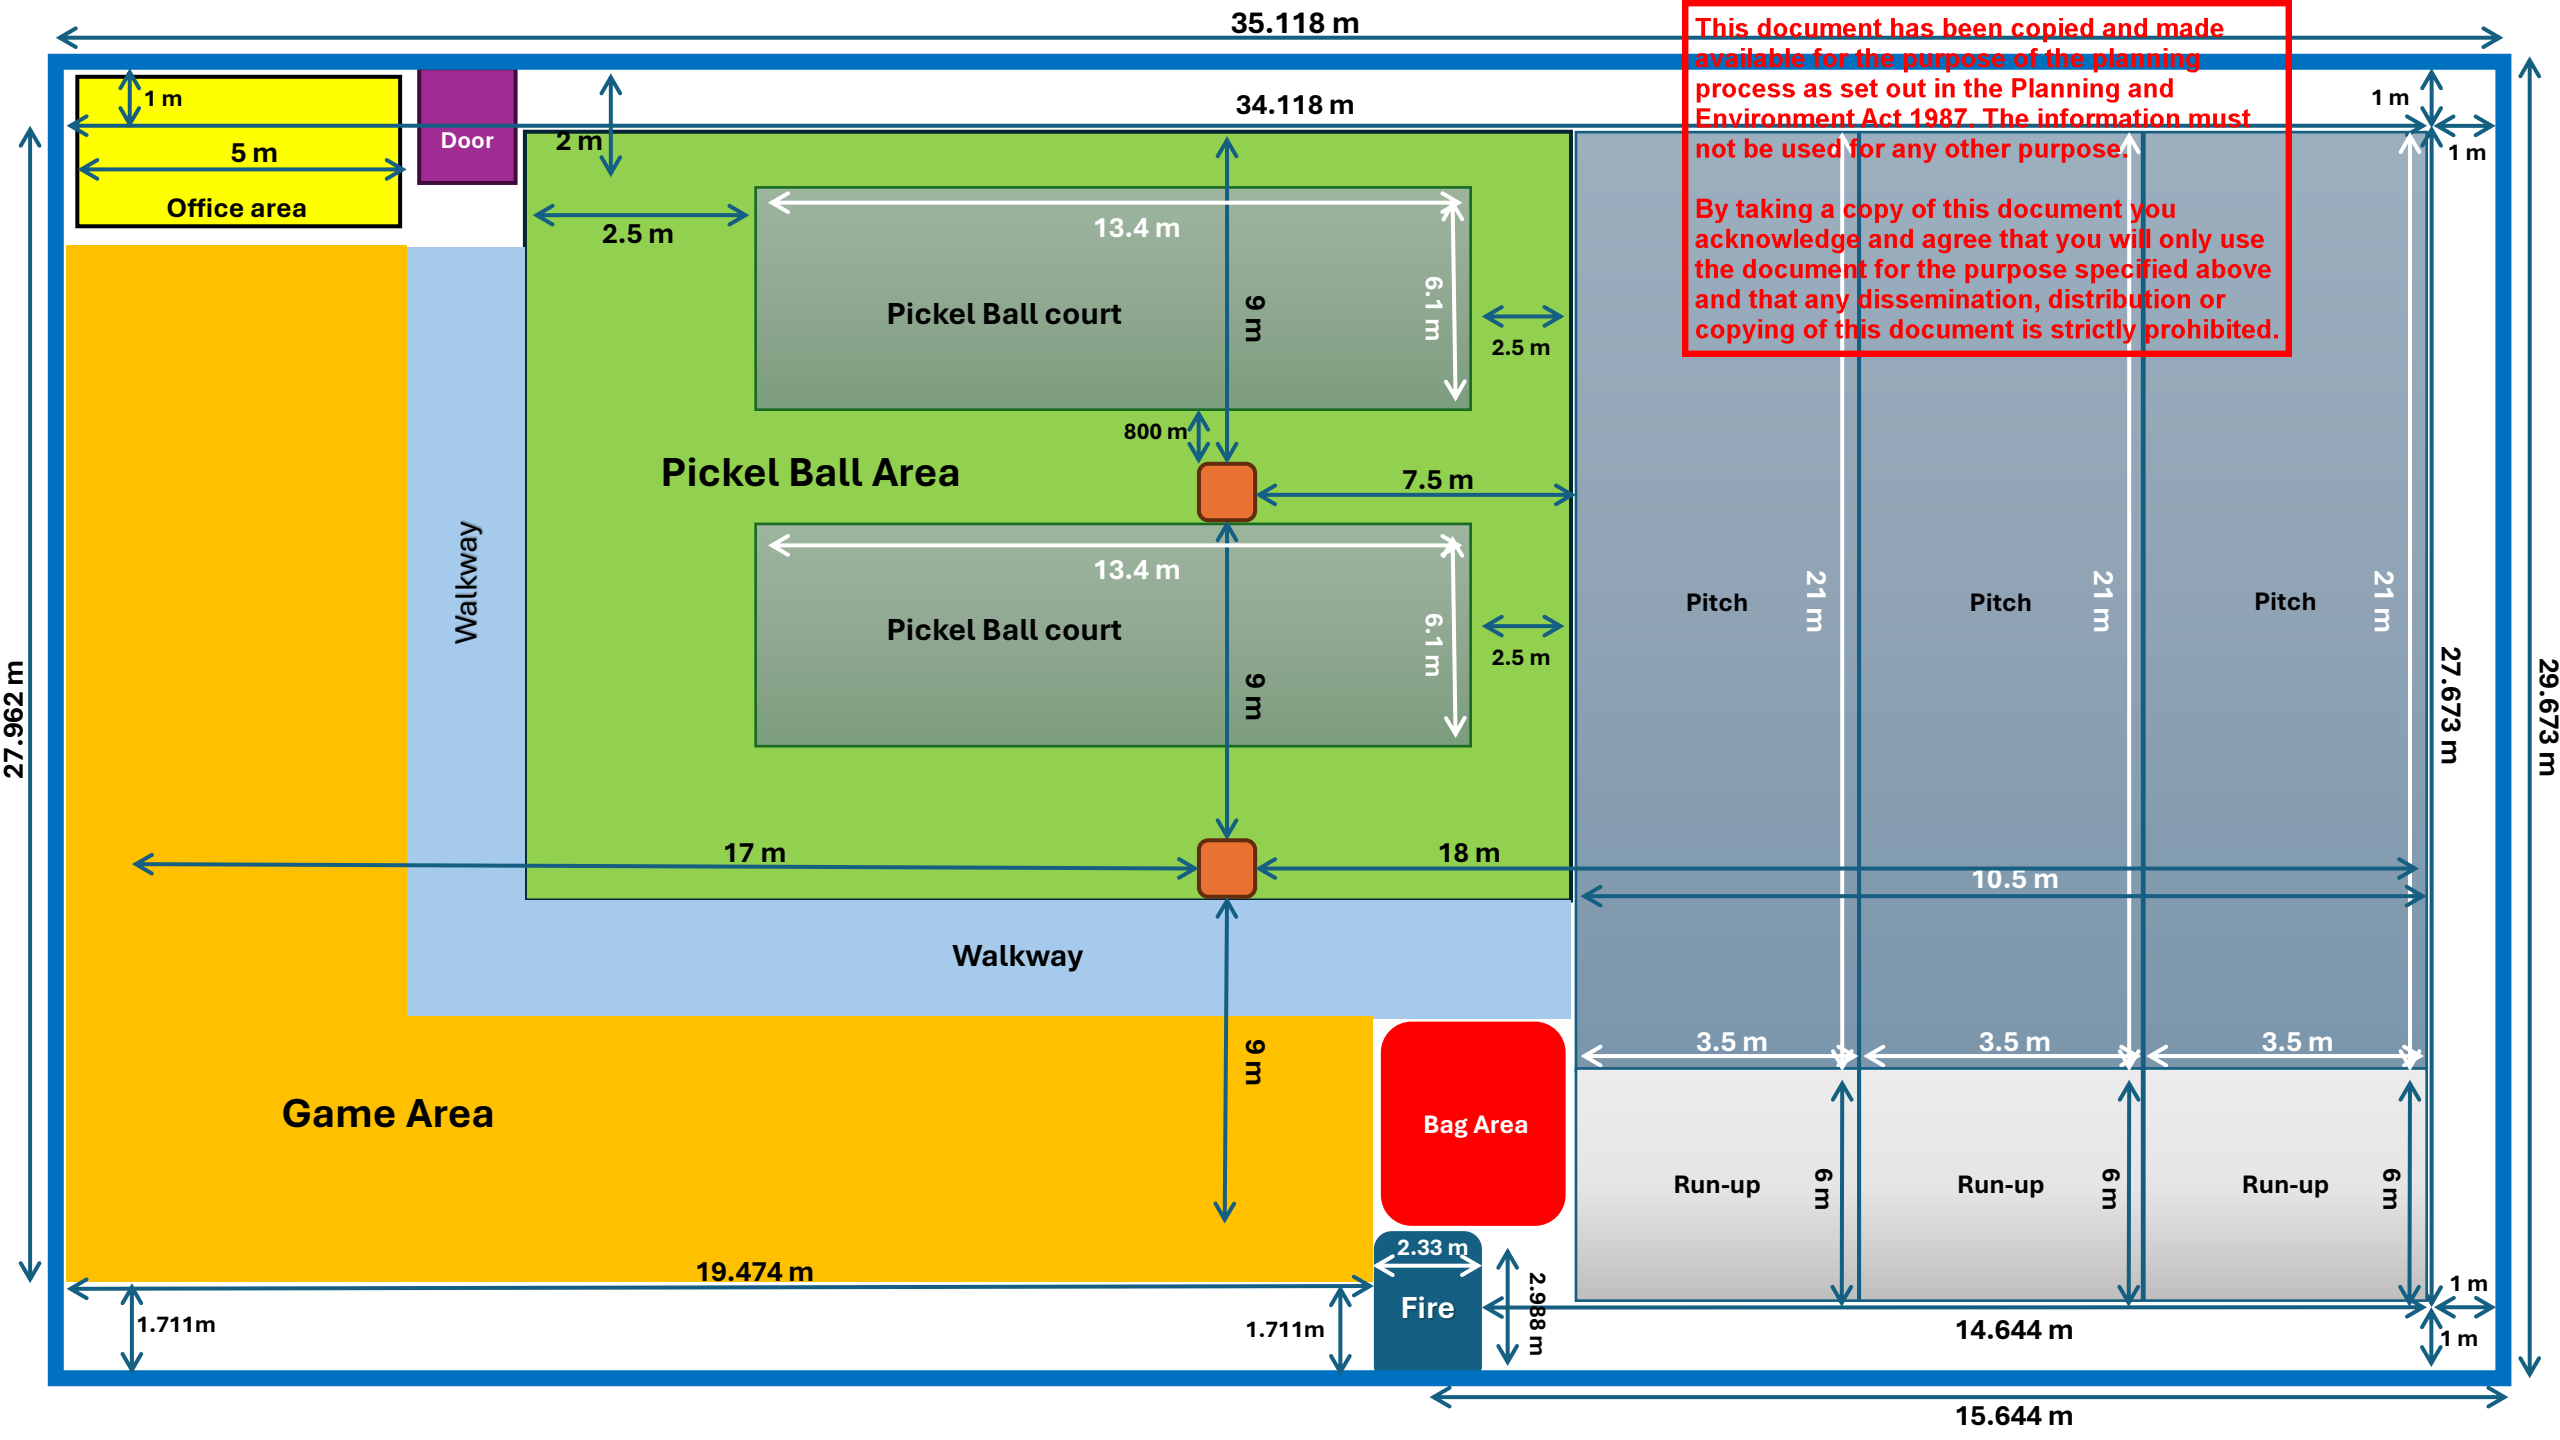 35.118 m
This document has been copied and made
available for the purpose of the planning
process as set out in the Planning and
Environment Act 1987. The information must
not be used for any other purpose.
By taking a copy of this document you
acknowledge and agree that you will only use
the document for the purpose specified above
and that any dissemination, distribution or
copying of this document is strictly prohibited.
1 m
34.118 m
1 m
1 m
5 m
Office area
Door
2 m
2.5 m
13.4 m
6.1 m
9 m
Pickel Ball court
2.5 m
800 m
Pickel Ball Area
7.5 m
13.4 m
6.1 m
Pickel Ball court
9 m
2.5 m
Walkway
Pitch
21 m
Pitch
21 m
Pitch
21 m
27.962 m
27.673 m
29.673 m
17 m
18 m
10.5 m
Walkway
9 m
3.5 m
3.5 m
3.5 m
Game Area
Bag Area
Run-up
6 m
Run-up
6 m
Run-up
6 m
19.474 m
2.33 m
Fire
2.988 m
1.711m
1.711m
14.644 m
1 m
1 m
15.644 m